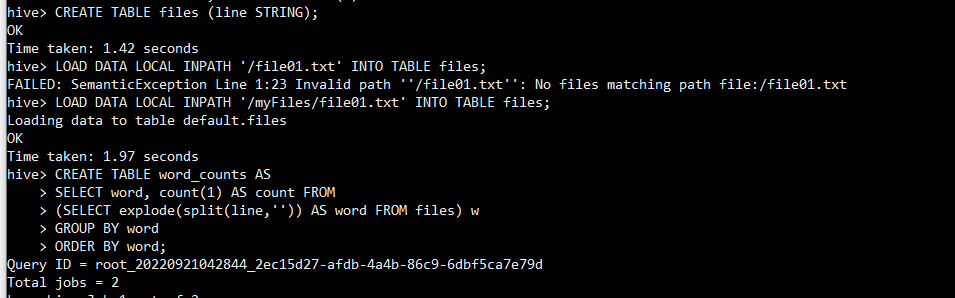 hive> CREATE TABLE files (line STRING);
OK
Time taken: 1.42 seconds
hive> LOAD DATA LOCAL INPATH '/file01.txt' INTO TABLE files;
FAILED: SemanticException Line 1:23 Invalid path ''/file01.txt'': No files matching path file:/file01.txt
hive> LOAD DATA LOCAL INPATH '/myFiles/file01.txt' INTO TABLE files;
Loading data to table default.files
OK
Time taken: 1.97 seconds
hive> CREATE TABLE word_counts AS
> SELECT word, count(1) AS count FROM
> (SELECT explode(split(line,'')) AS word FROM files) w
> GROUP BY word
> ORDER BY word;
Query ID = root_20220921042844_2ec15d27-afdb-4a4b-86c9-6dbf5ca7e79d
Total jobs = 2